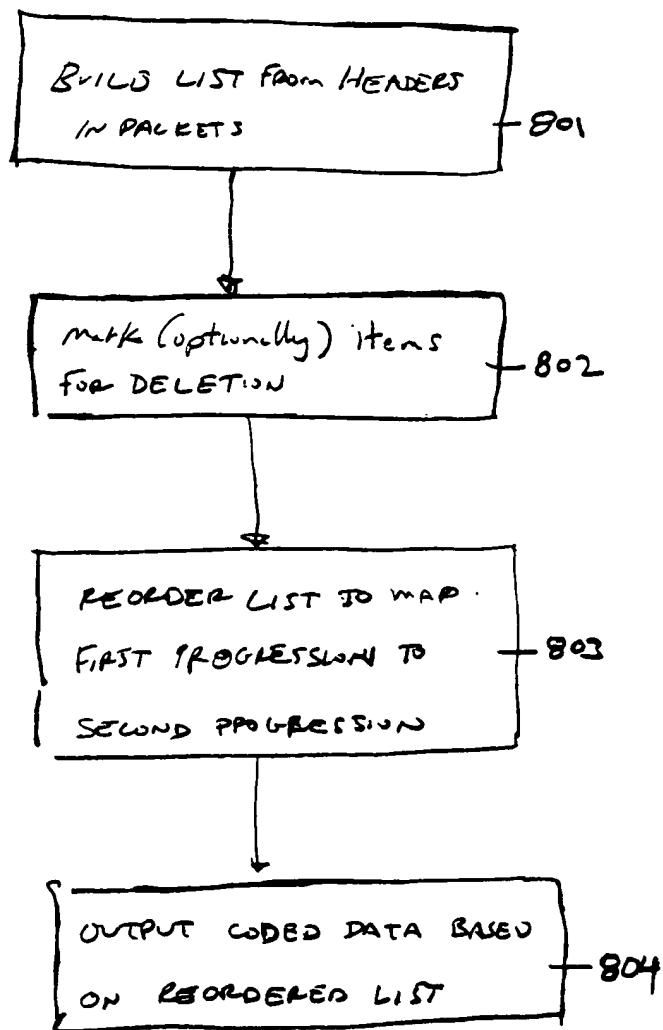 BUILD LIST FROM HEADERS
IN PACKETS
801
Mark (optionally) items
FOR DELETION
802
REORDER LIST TO MAP
FIRST PROGRESSION TO
SECOND PROGRESSION
803
OUTPUT CODED DATA BASED
ON REORDERED LIST
804